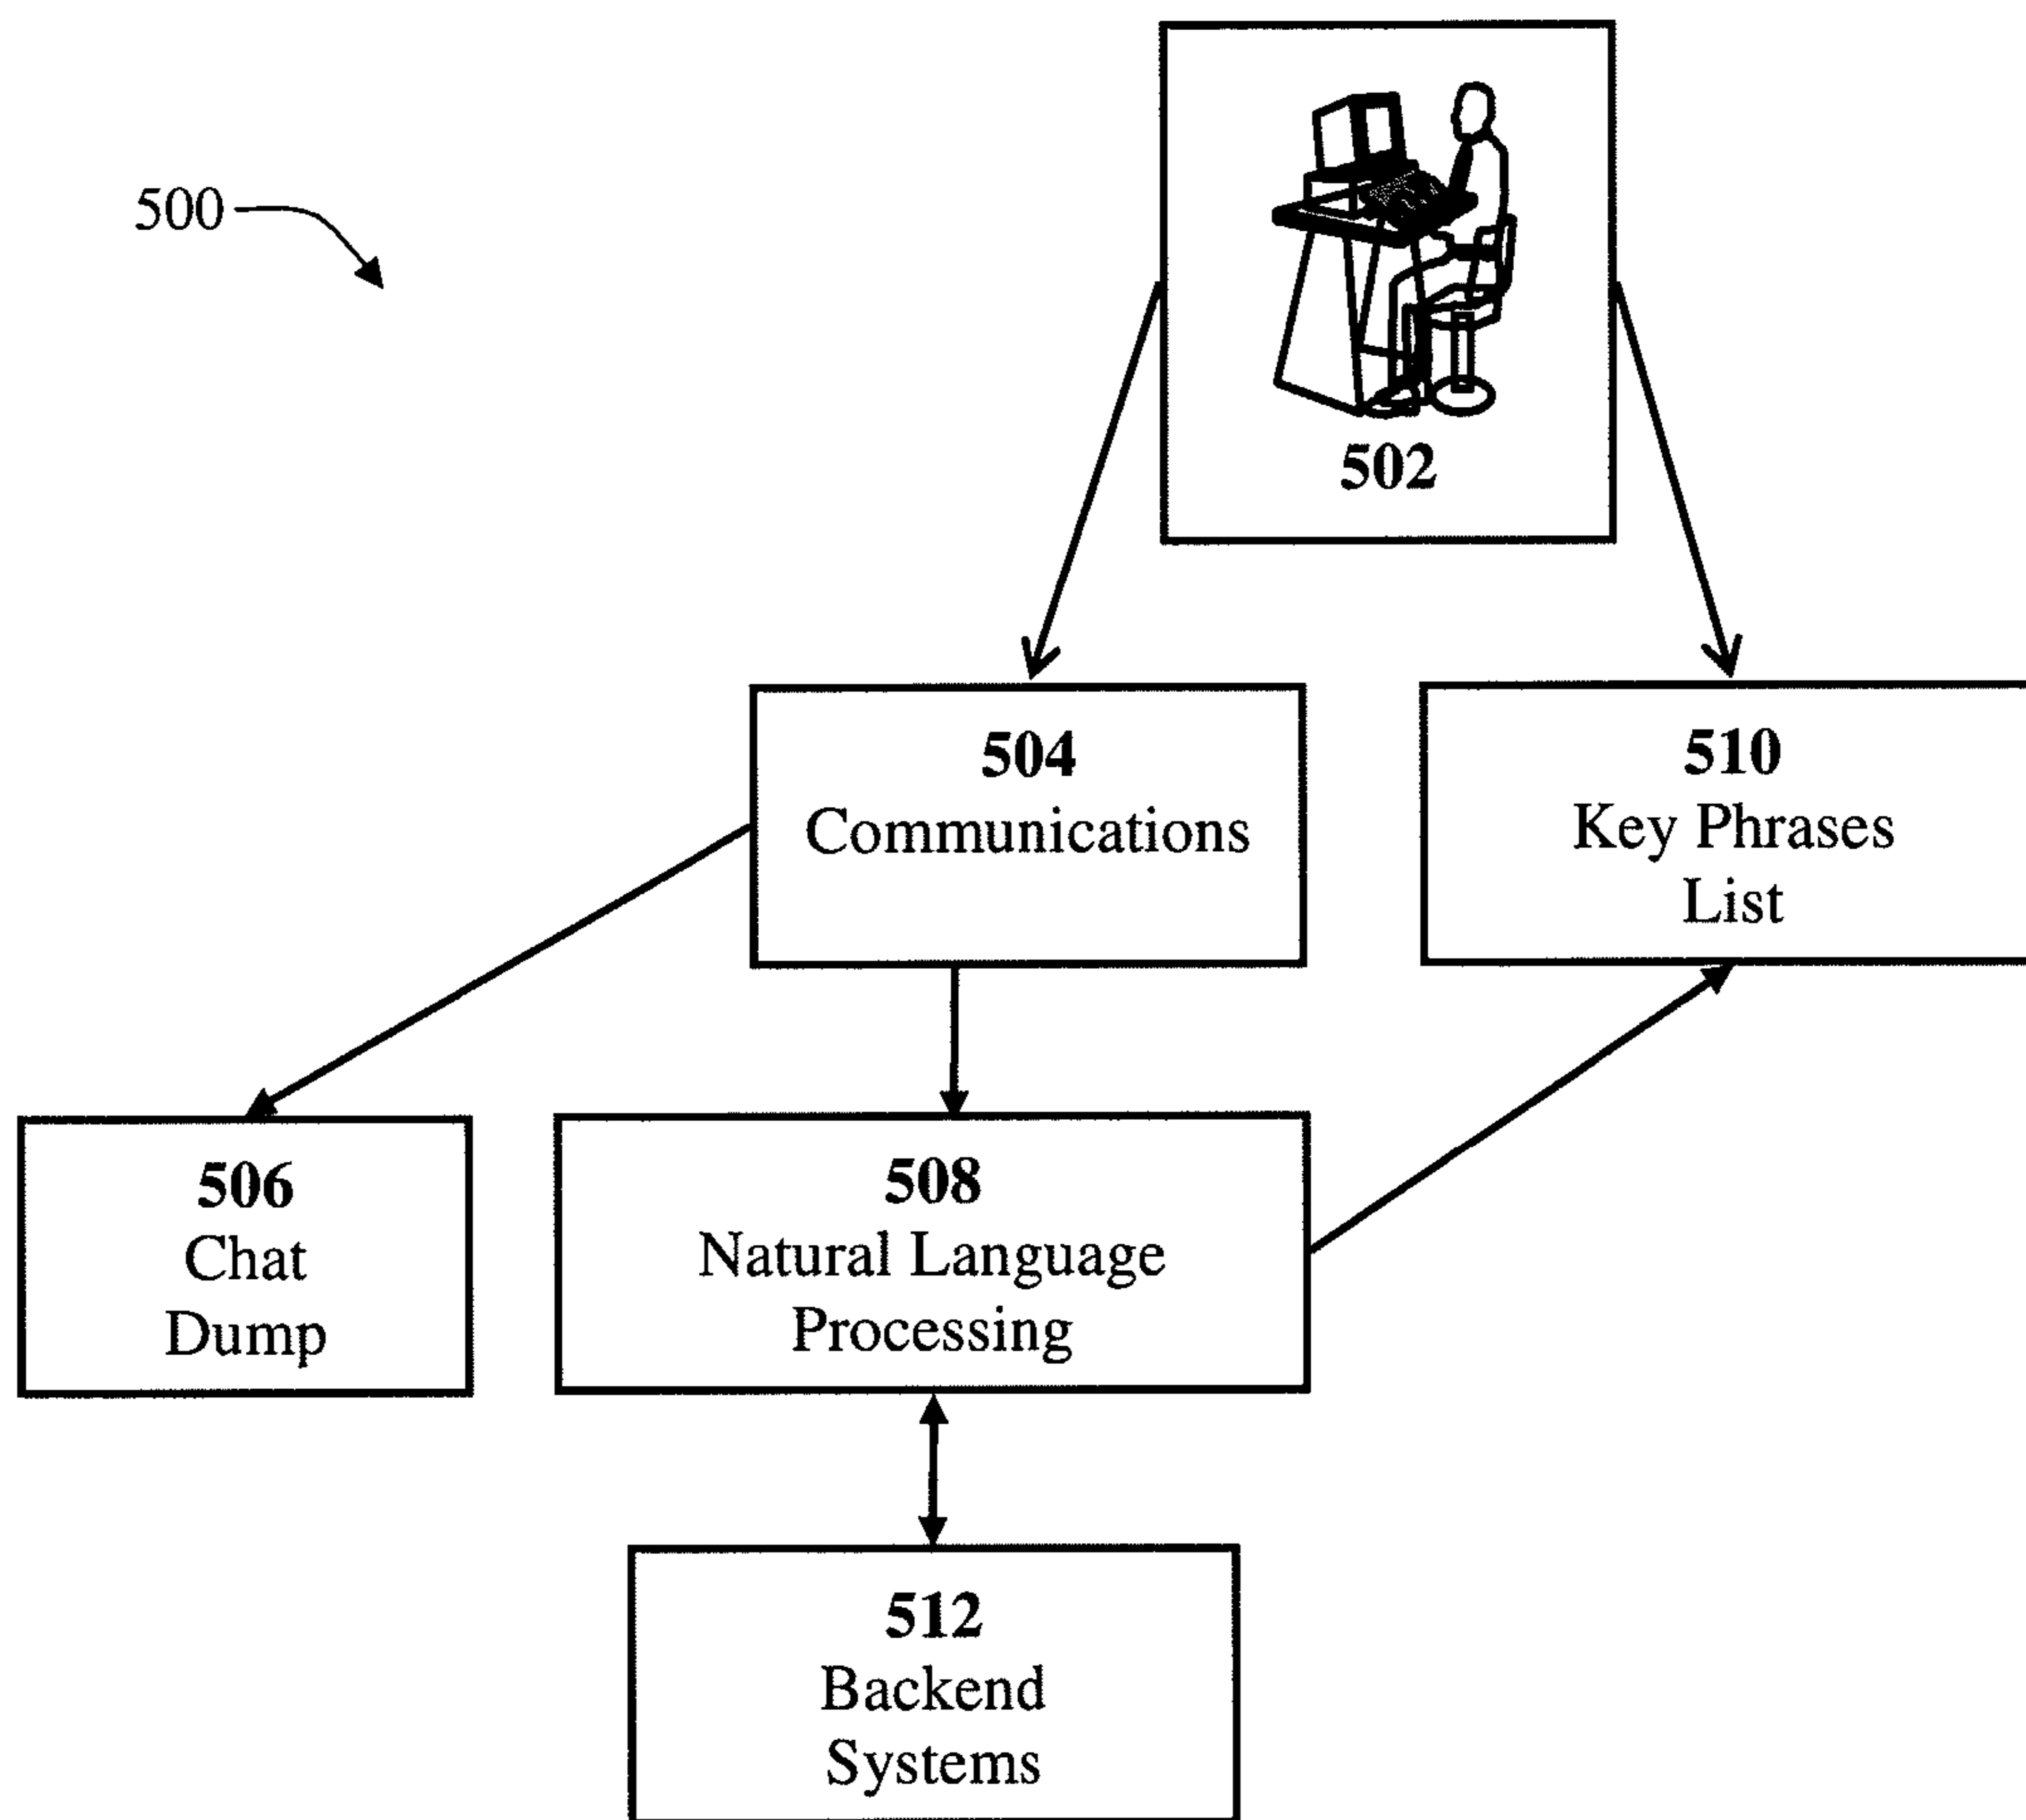 500
502
504
Communications
510
Key Phrases
List
506
Chat
Dump
508
Natural Language
Processing
512
Backend
Systems